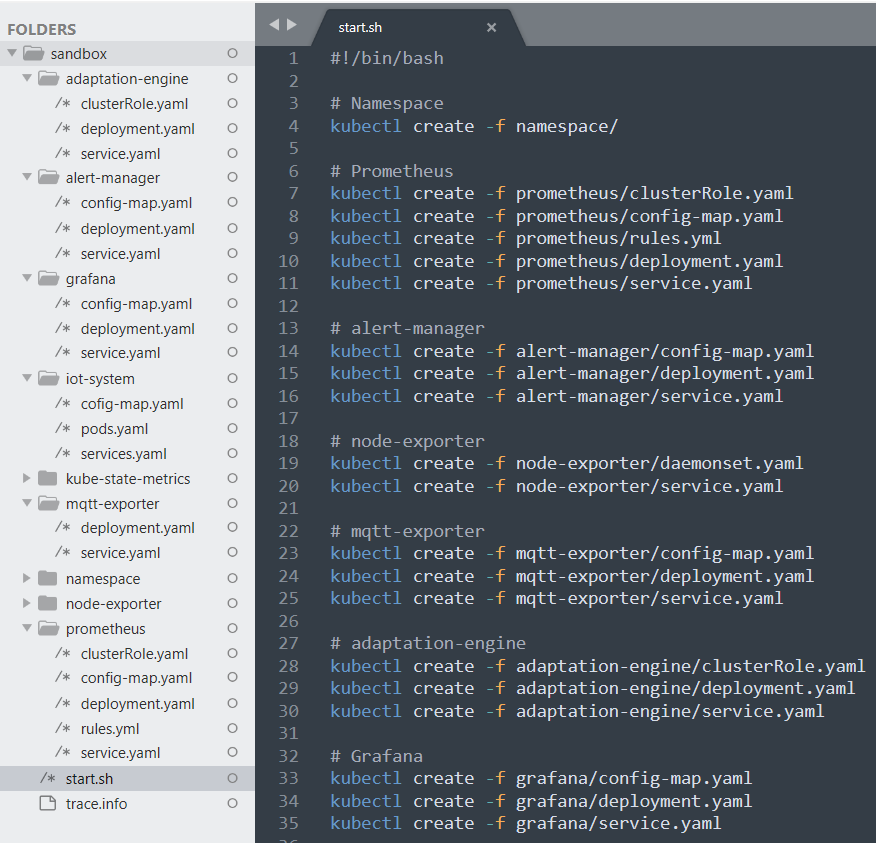 FOLDERS
sandbox
adaptation-engine
/* clusterRole.yaml
/* deployment.yaml
/* service.yaml
alert-manager
/* config-map.yaml
/* deployment.yaml
/* service.yaml
grafana
/* config-map.yaml
/* deployment.yaml
/* service.yaml
iot-system
/* cofig-map.yaml
/* pods.yaml
/* services.yaml
kube-state-metrics
mqtt-exporter
/* deployment.yaml
/* service.yaml
namespace
node-exporter
prometheus
/* clusterRole.yaml
/* config-map.yaml
/* deployment.yaml
/* rules.yml
/* service.yaml
/* start.sh
trace.info
start.sh ×
1 #!/bin/bash
2
3 # Namespace
4 kubectl create -f namespace/
5
6 # Prometheus
7 kubectl create -f prometheus/clusterRole.yaml
8 kubectl create -f prometheus/config-map.yaml
9 kubectl create -f prometheus/rules.yml
10 kubectl create -f prometheus/deployment.yaml
11 kubectl create -f prometheus/service.yaml
12
13 # alert-manager
14 kubectl create -f alert-manager/config-map.yaml
15 kubectl create -f alert-manager/deployment.yaml
16 kubectl create -f alert-manager/service.yaml
17
18 # node-exporter
19 kubectl create -f node-exporter/daemonset.yaml
20 kubectl create -f node-exporter/service.yaml
21
22 # mqtt-exporter
23 kubectl create -f mqtt-exporter/config-map.yaml
24 kubectl create -f mqtt-exporter/deployment.yaml
25 kubectl create -f mqtt-exporter/service.yaml
26
27 # adaptation-engine
28 kubectl create -f adaptation-engine/clusterRole.yaml
29 kubectl create -f adaptation-engine/deployment.yaml
30 kubectl create -f adaptation-engine/service.yaml
31
32 # Grafana
33 kubectl create -f grafana/config-map.yaml
34 kubectl create -f grafana/deployment.yaml
35 kubectl create -f grafana/service.yaml